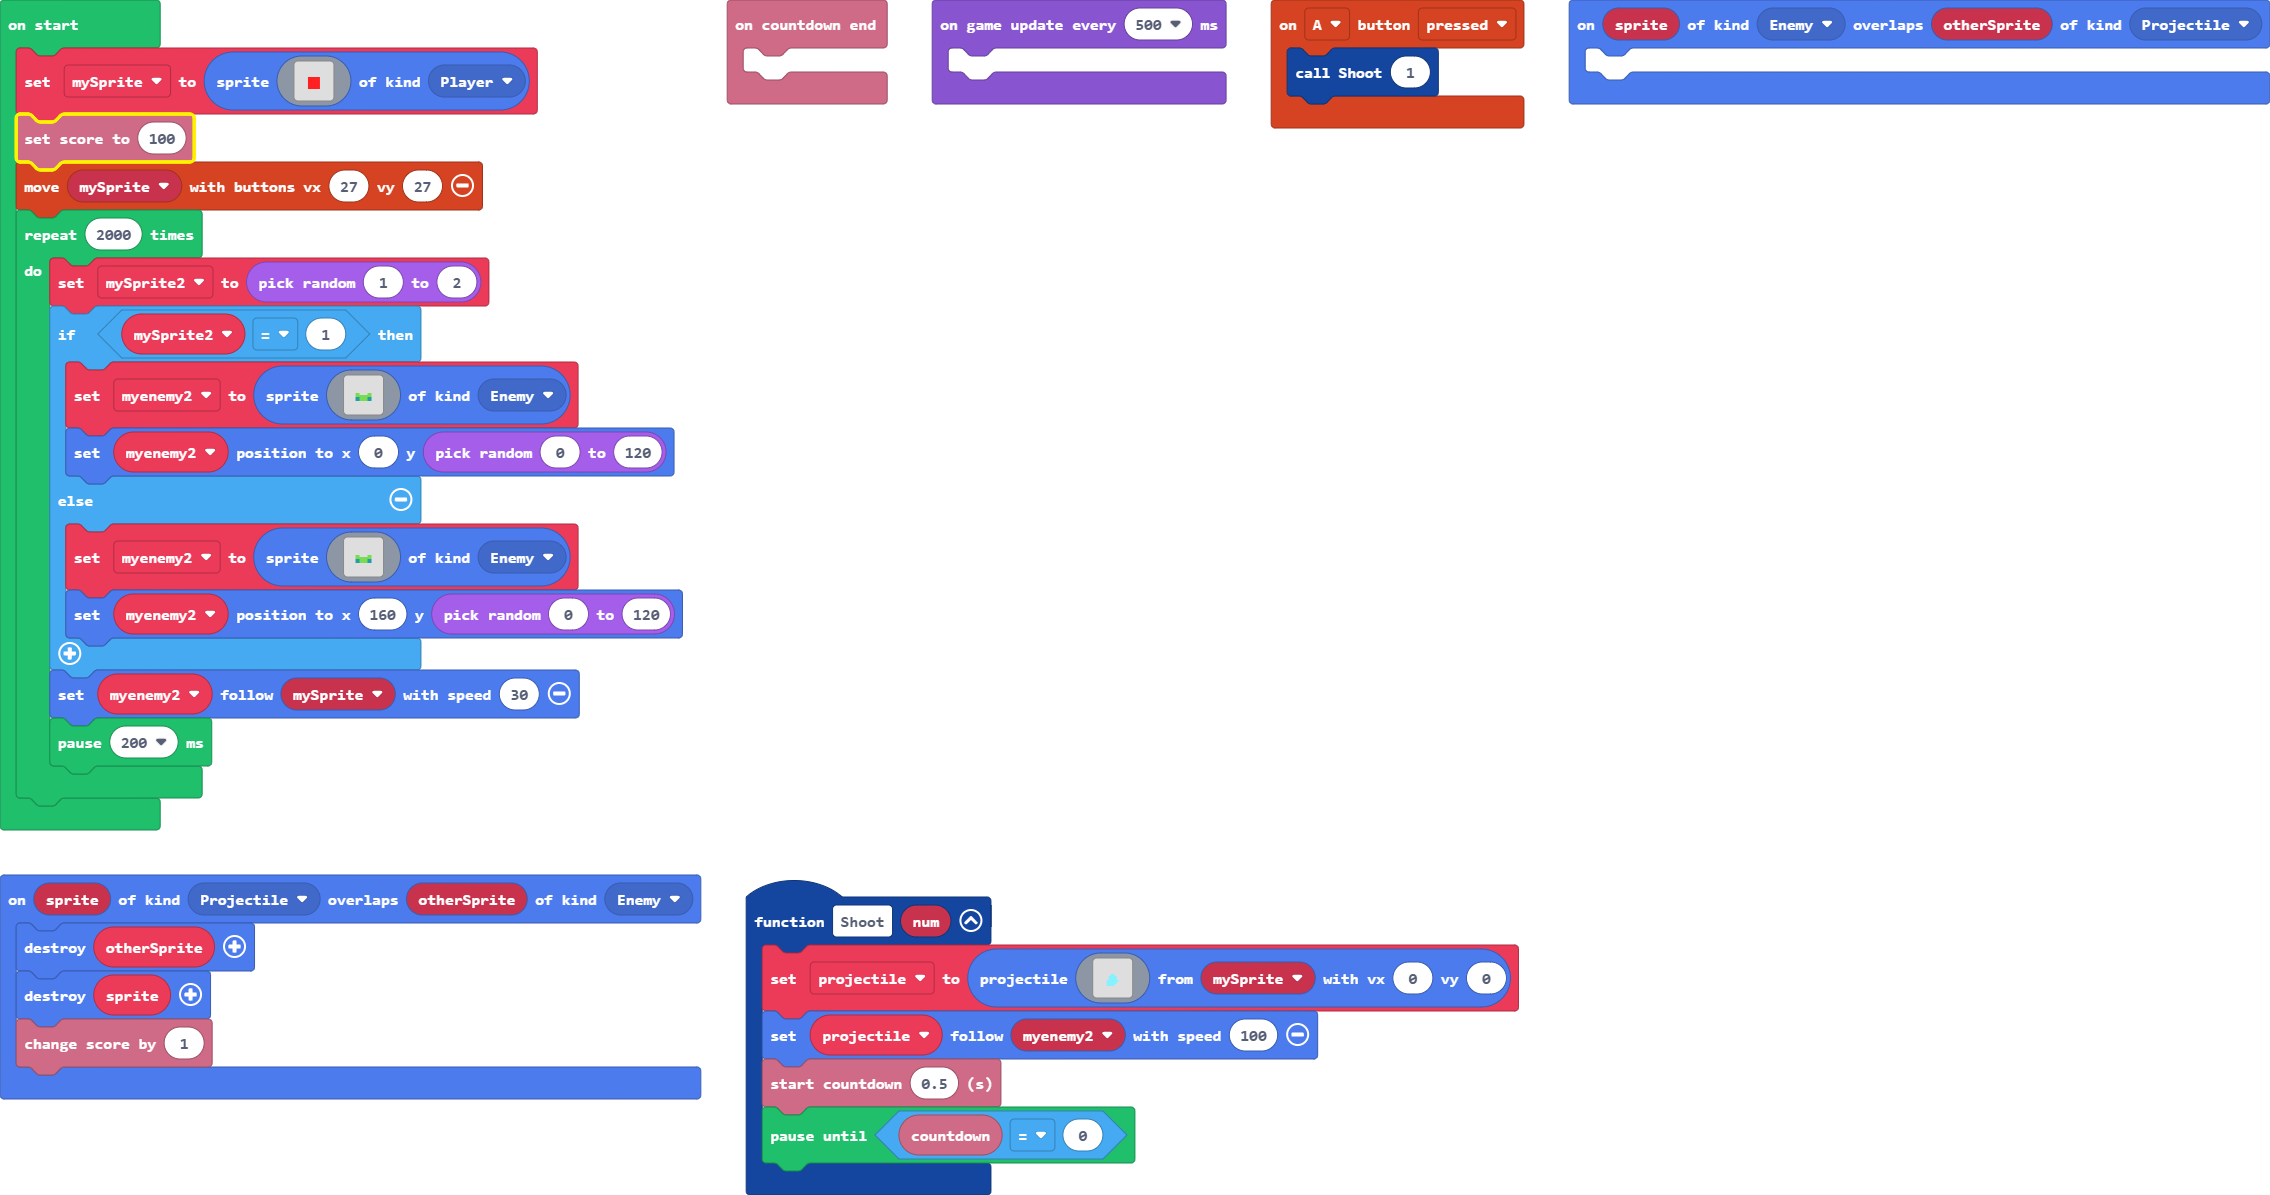 on start
set mySprite to sprite of kind Player
set score to 100
move mySprite with buttons vx 27 vy 27
repeat 2000 times
do
set mySprite2 to pick random 1 to 2
if mySprite2 = 1 then
set myenemy2 to sprite of kind Enemy
set myenemy2 position to x 0 y pick random 0 to 120
else
set myenemy2 to sprite of kind Enemy
set myenemy2 position to x 160 y pick random 0 to 120
set myenemy2 follow mySprite with speed 30
pause 200 ms
on countdown end
on game update every 500 ms
on A button pressed
call Shoot 1
on sprite of kind Enemy overlaps otherSprite of kind Projectile
on sprite of kind Projectile overlaps otherSprite of kind Enemy
destroy otherSprite
destroy sprite
change score by 1
function Shoot num
set projectile to projectile from mySprite with vx 0 vy 0
set projectile follow myenemy2 with speed 100
start countdown 0.5 (s)
pause until countdown = 0